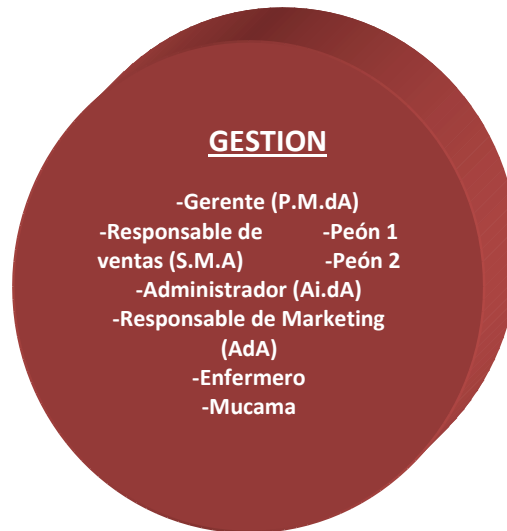 GESTION
-Gerente (P.M.dA)
-Responsable de -Peón 1
ventas (S.M.A) -Peón 2
-Administrador (Ai.dA)
-Responsable de Marketing
(AdA)
-Enfermero
-Mucama